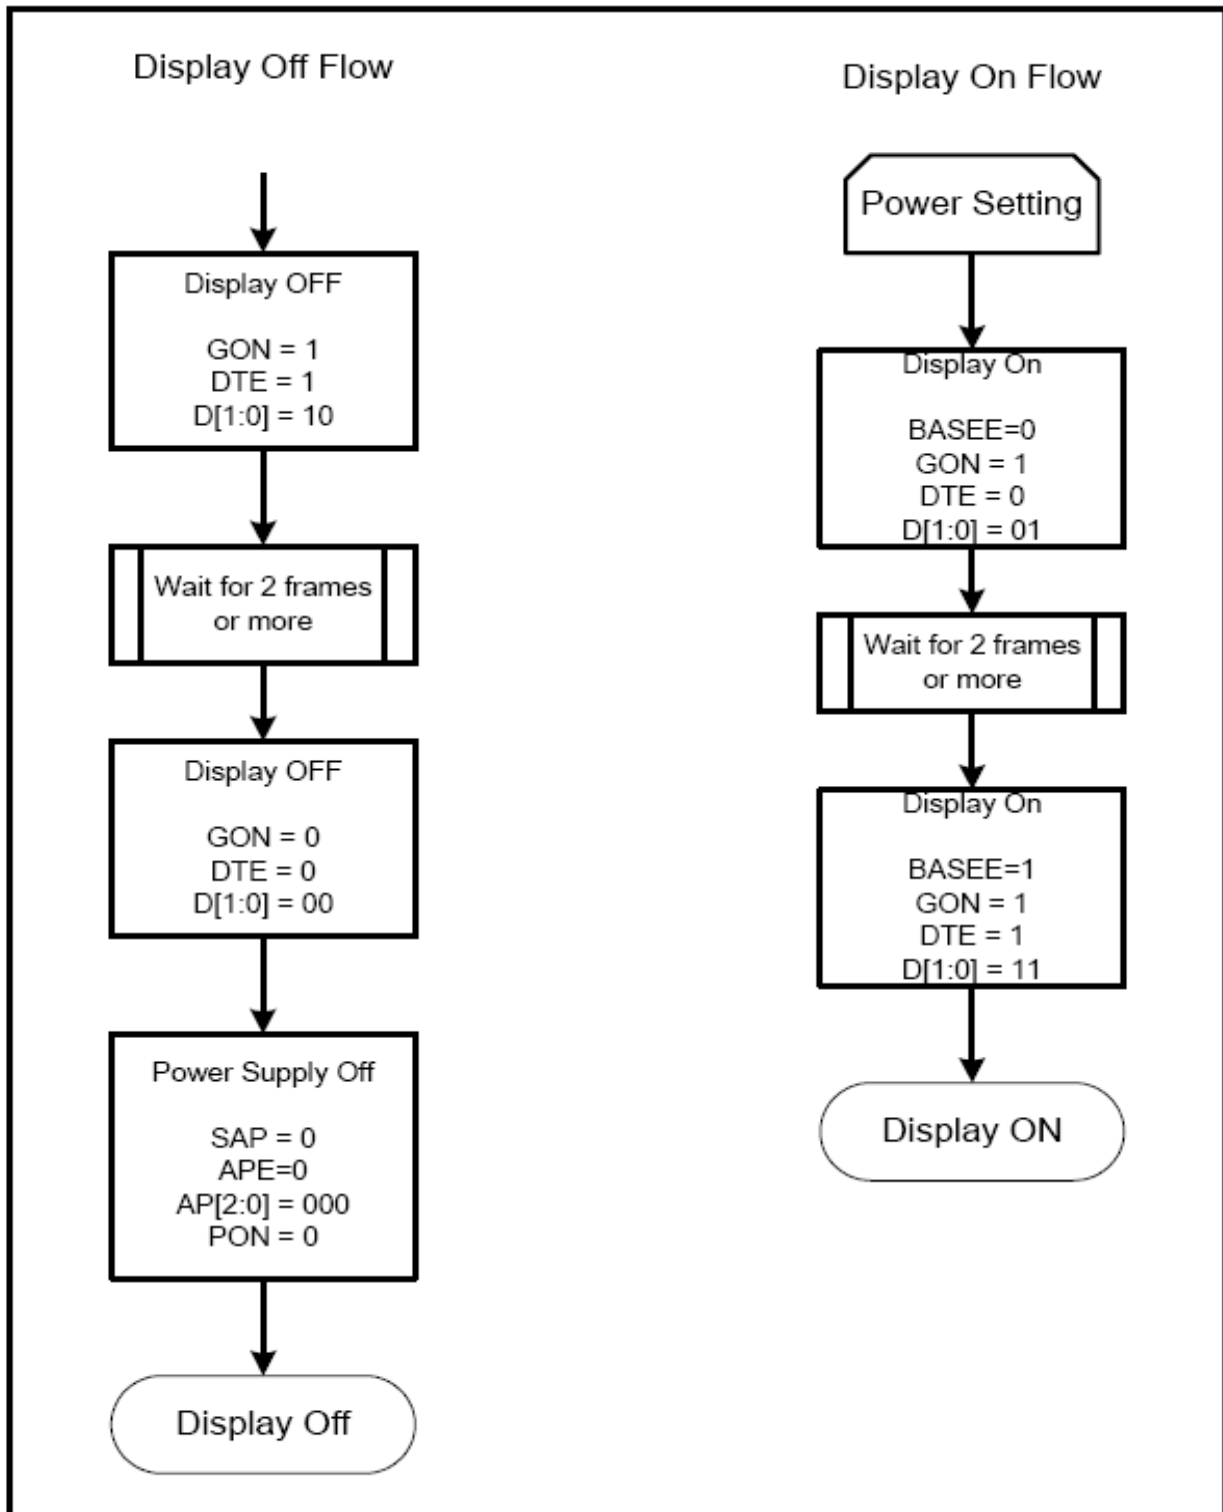 Display Off Flow
Display OFF
GON = 1
DTE = 1
D[1:0] = 10
Wait for 2 frames
or more
Display OFF
GON = 0
DTE = 0
D[1:0] = 00
Power Supply Off
SAP = 0
APE=0
AP[2:0] = 000
PON = 0
Display Off
Display On Flow
Power Setting
Display On
BASEE=0
GON = 1
DTE = 0
D[1:0] = 01
Wait for 2 frames
or more
Display On
BASEE=1
GON = 1
DTE = 1
D[1:0] = 11
Display ON